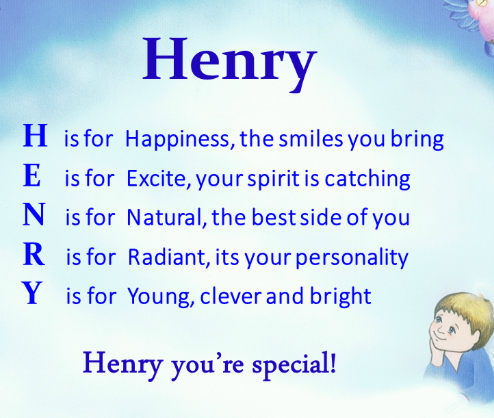 Henry
H is for Happiness, the smiles you bring
E is for Excite, your spirit is catching
N is for Natural, the best side of you
R is for Radiant, its your personality
Y is for Young, clever and bright
Henry you're special!